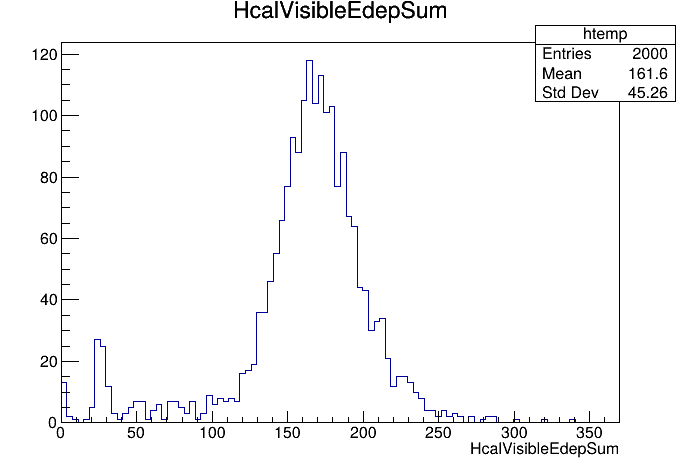 HcalVisibleEdepSum
htemp
Entries 2000
Mean 161.6
Std Dev 45.26
120
100
80
60
40
20
0
0 50 100 150 200 250 300 350
HcalVisibleEdepSum